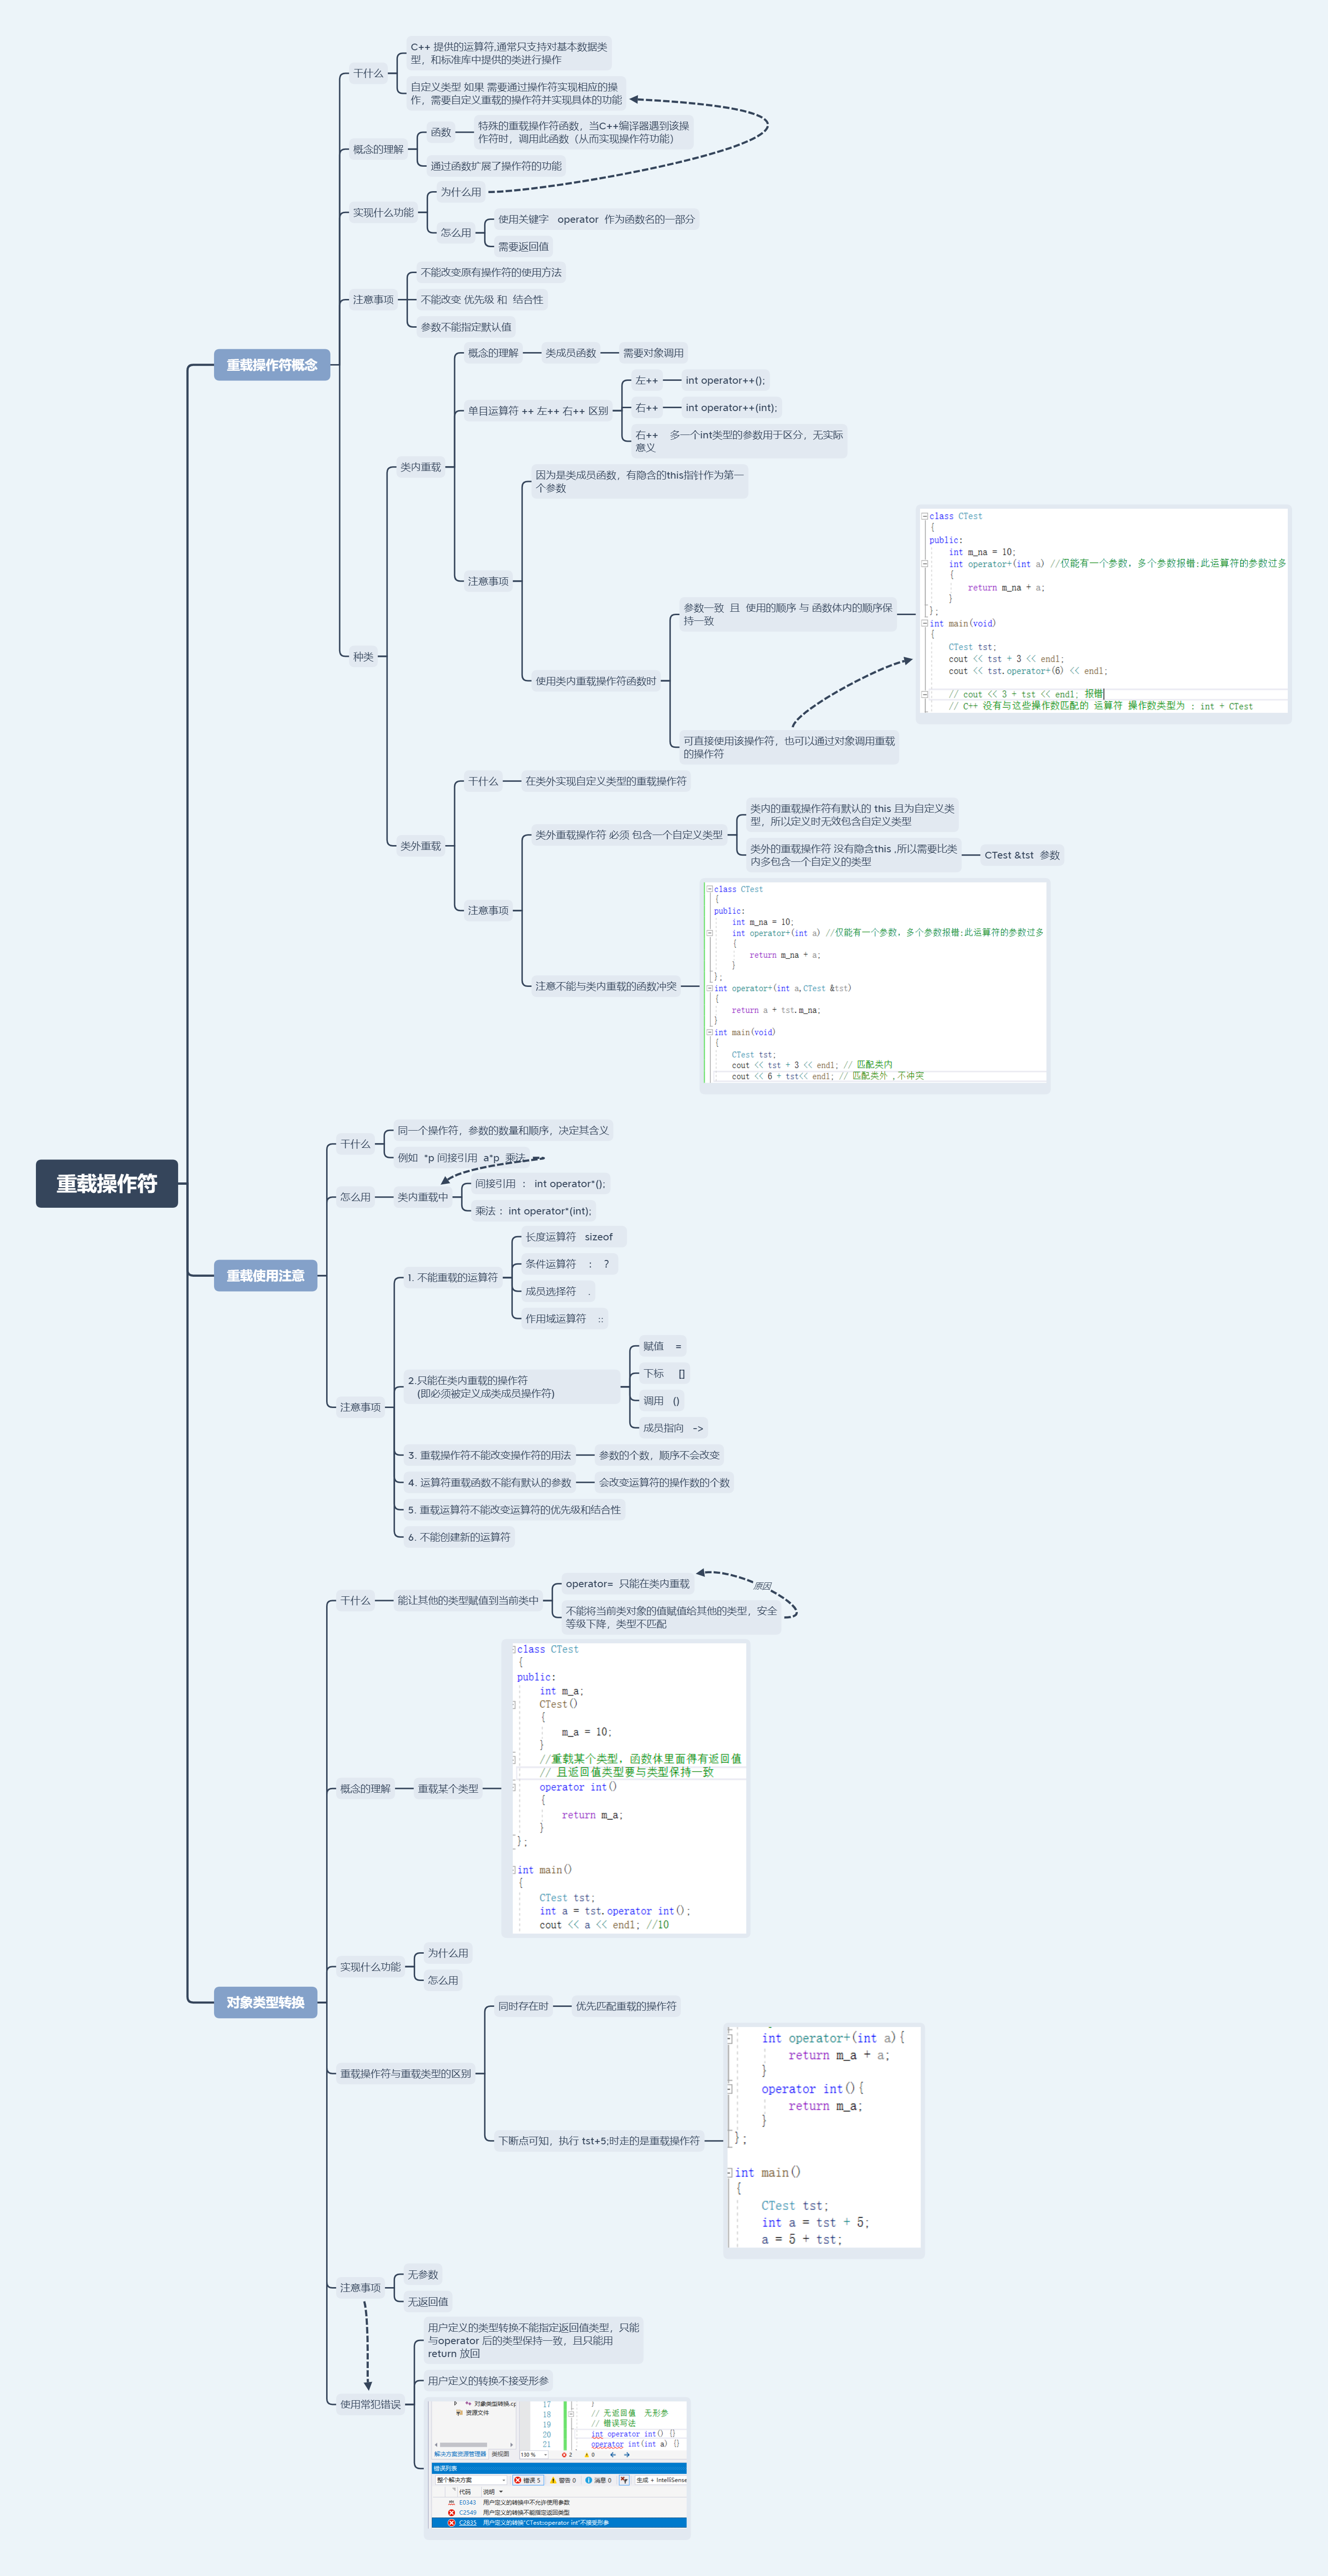 重载操作符
重载操作符概念
干什么
C++ 提供的运算符,通常只支持对基本数据类
型，和标准库中提供的类进行操作
自定义类型 如果 需要通过操作符实现相应的操
作，需要自定义重载的操作符并实现具体的功能
概念的理解
函数
特殊的重载操作符函数，当C++编译器遇到该操
作符时，调用此函数（从而实现操作符功能）
通过函数扩展了操作符的功能
实现什么功能
为什么用
怎么用
使用关键字 operator 作为函数名的一部分
需要返回值
注意事项
不能改变原有操作符的使用方法
不能改变 优先级 和 结合性
参数不能指定默认值
种类
类内重载
概念的理解
类成员函数
需要对象调用
单目运算符 ++ 左++ 右++ 区别
左++
int operator++();
右++
int operator++(int);
右++ 多一个int类型的参数用于区分，无实际
意义
注意事项
因为是类成员函数，有隐含的this指针作为第一
个参数
使用类内重载操作符函数时
参数一致 且 使用的顺序 与 函数体内的顺序保
持一致
class CTest
{
public:
int m_na = 10;
int operator+(int a) //仅能有一个参数，多个参数报错:此运算符的参数过多
{
return m_na + a;
}
};
int main(void)
{
CTest tst;
cout << tst + 3 << endl;
cout << tst.operator+(6) << endl;
// cout << 3 + tst << endl; 报错
// C++ 没有与这些操作数匹配的 运算符 操作数类型为 : int + CTest
可直接使用该操作符，也可以通过对象调用重载
的操作符
类外重载
干什么
在类外实现自定义类型的重载操作符
注意事项
类外重载操作符 必须 包含一个自定义类型
类内的重载操作符有默认的 this 且为自定义类
型，所以定义时无效包含自定义类型
类外的重载操作符 没有隐含this ,所以需要比类
内多包含一个自定义的类型
CTest &tst 参数
注意不能与类内重载的函数冲突
class CTest
{
public:
int m_na = 10;
int operator+(int a) //仅能有一个参数，多个参数报错:此运算符的参数过多
{
return m_na + a;
}
};
int operator+(int a,CTest &tst)
{
return a + tst.m_na;
}
int main(void)
{
CTest tst;
cout << tst + 3 << endl; // 匹配类内
cout << 6 + tst<< endl; // 匹配类外 ,不冲突
重载使用注意
干什么
同一个操作符，参数的数量和顺序，决定其含义
例如 *p 间接引用 a*p 乘法
怎么用
类内重载中
间接引用 ： int operator*();
乘法 : int operator*(int);
注意事项
1. 不能重载的运算符
长度运算符 sizeof
条件运算符 : ?
成员选择符 .
作用域运算符 ::
2.只能在类内重载的操作符
(即必须被定义成类成员操作符)
赋值 =
下标 []
调用 ()
成员指向 ->
3. 重载操作符不能改变操作符的用法
参数的个数，顺序不会改变
4. 运算符重载函数不能有默认的参数
会改变运算符的操作数的个数
5. 重载运算符不能改变运算符的优先级和结合性
6. 不能创建新的运算符
对象类型转换
干什么
能让其他的类型赋值到当前类中
operator= 只能在类内重载
原因
不能将当前类对象的值赋值给其他的类型，安全
等级下降，类型不匹配
概念的理解
重载某个类型
class CTest
{
public:
int m_a;
CTest()
{
m_a = 10;
}
//重载某个类型，函数体里面得有返回值
// 且返回值类型要与类型保持一致
operator int()
{
return m_a;
}
};
int main()
{
CTest tst;
int a = tst.operator int();
cout << a << endl; //10
实现什么功能
为什么用
怎么用
重载操作符与重载类型的区别
同时存在时
优先匹配重载的操作符
下断点可知，执行 tst+5;时走的是重载操作符
int operator+(int a){
return m_a + a;
}
operator int(){
return m_a;
}
};
int main()
{
CTest tst;
int a = tst + 5;
a = 5 + tst;
注意事项
无参数
无返回值
使用常犯错误
用户定义的类型转换不能指定返回值类型，只能
与operator 后的类型保持一致，且只能用
return 放回
用户定义的转换不接受形参
对象类型转换.cp
资源文件
解决方案资源管理器 类视图
17 }
18 // 无返回值 无形参
19 // 错误写法
20 int operator int() {}
21 operator int(int a) {}
130 % 2 0
错误列表
整个解决方案 错误 5 警告 0 消息 0 生成 + IntelliSense
代码 说明
E0343 用户定义的转换中不允许使用参数
C2549 用户定义的转换不能指定返回类型
C2835 用户定义的转换"CTest::operator int"不接受形参